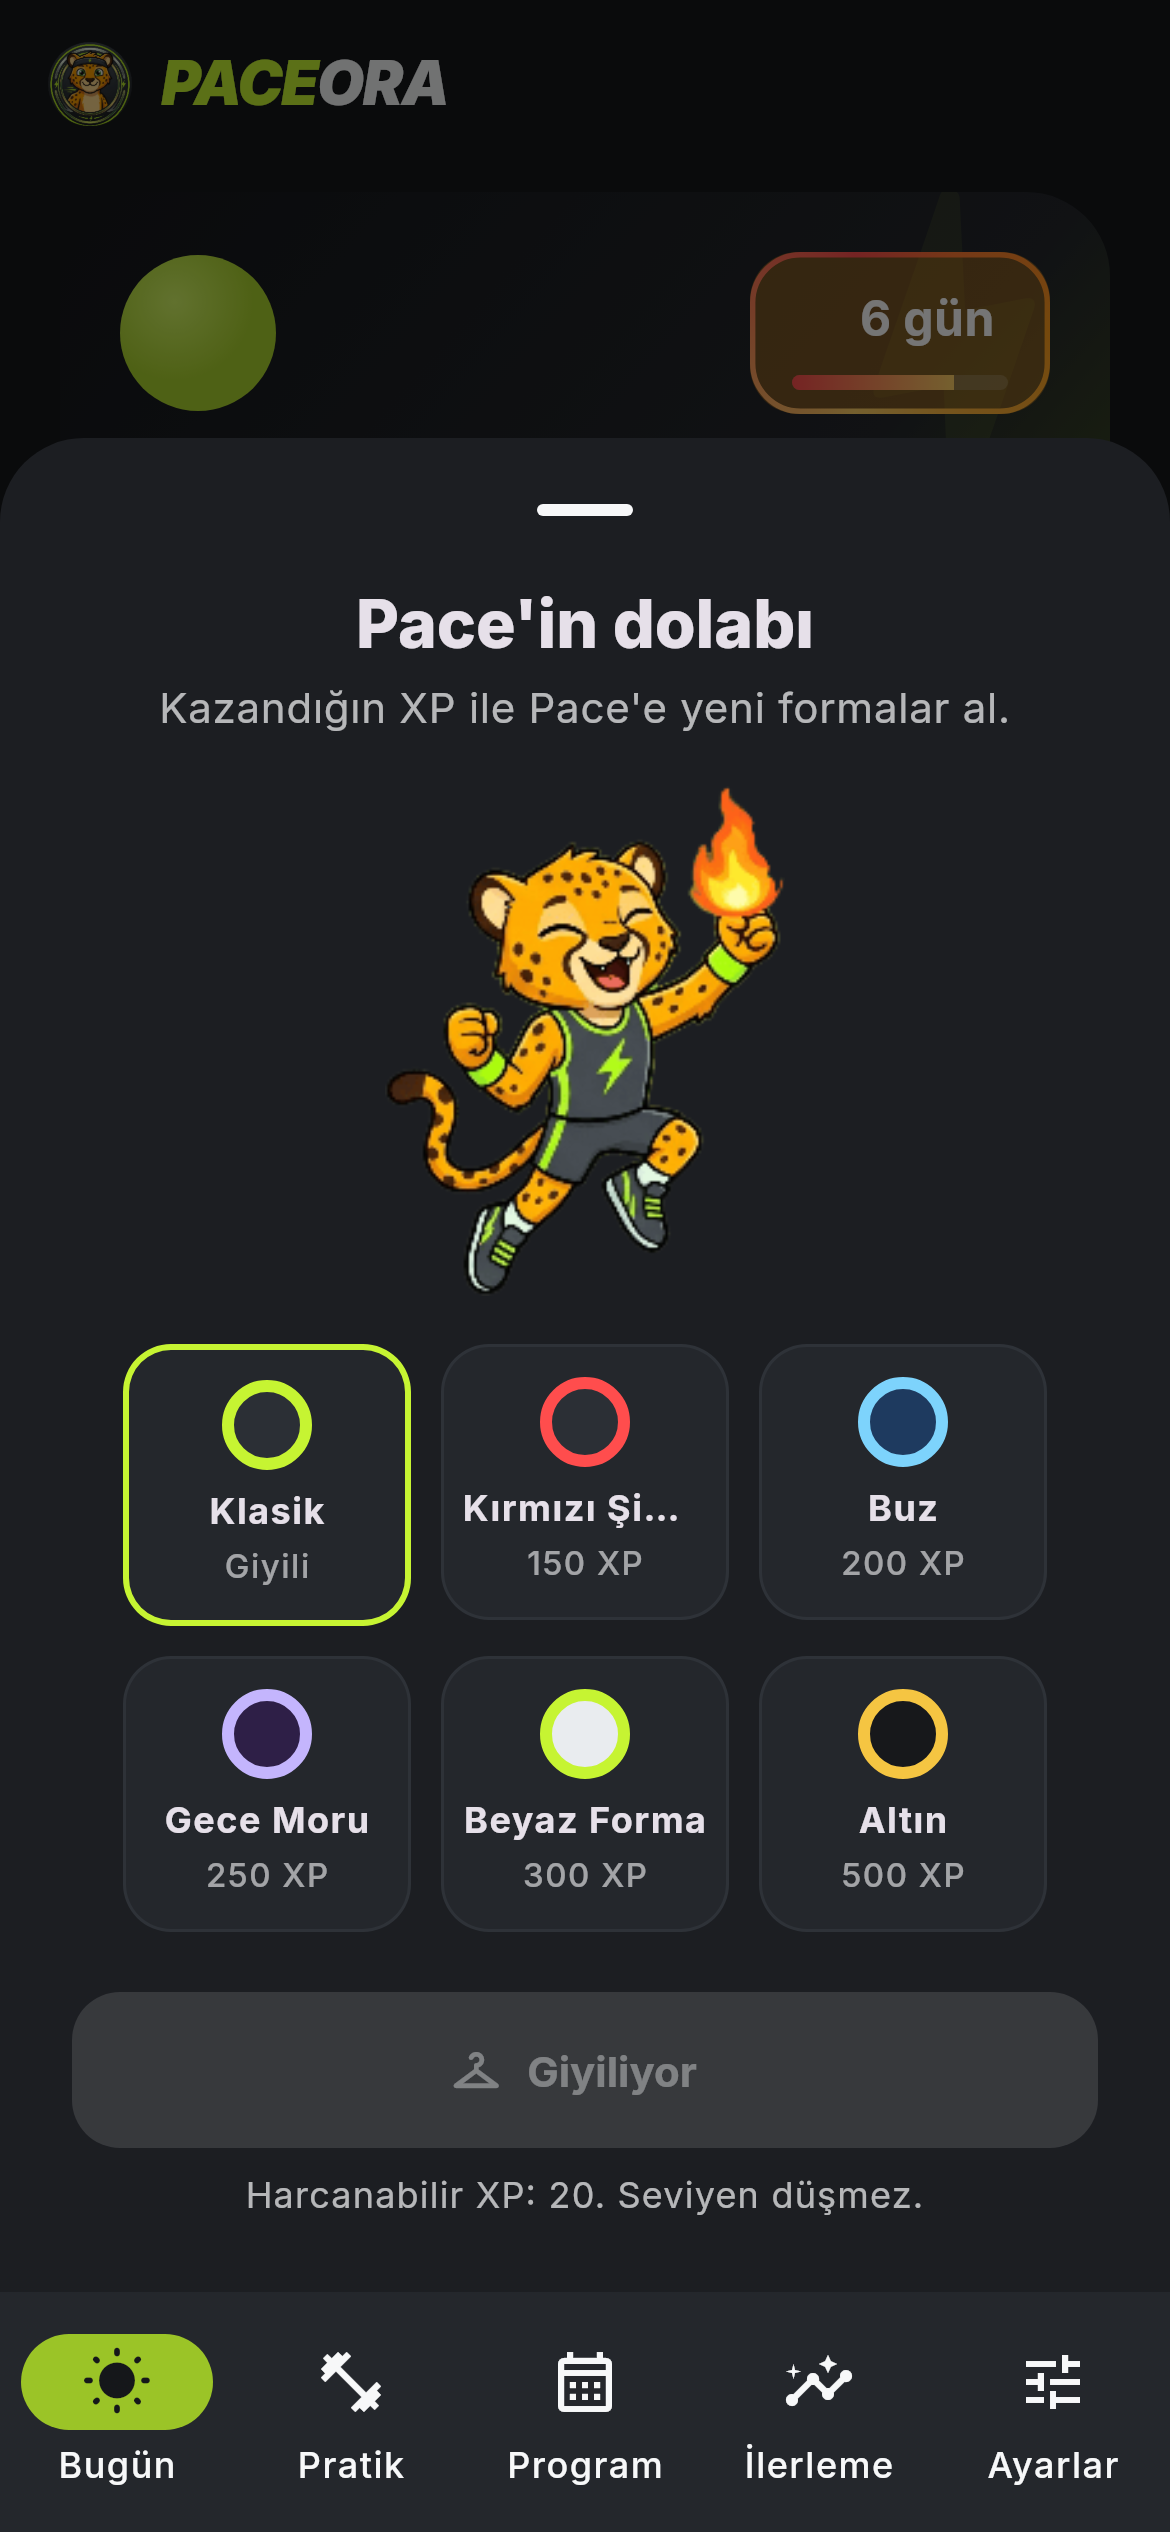 PACEORA
6 gün
Pace'in dolabı
Kazandığın XP ile Pace'e yeni formalar al.
Klasik
Giyili
Kırmızı Şi...
150 XP
Buz
200 XP
Gece Moru
250 XP
Beyaz Forma
300 XP
Altın
500 XP
Giyiliyor
Harcanabilir XP: 20. Seviyen düşmez.
Bugün
Pratik
Program
İlerleme
Ayarlar